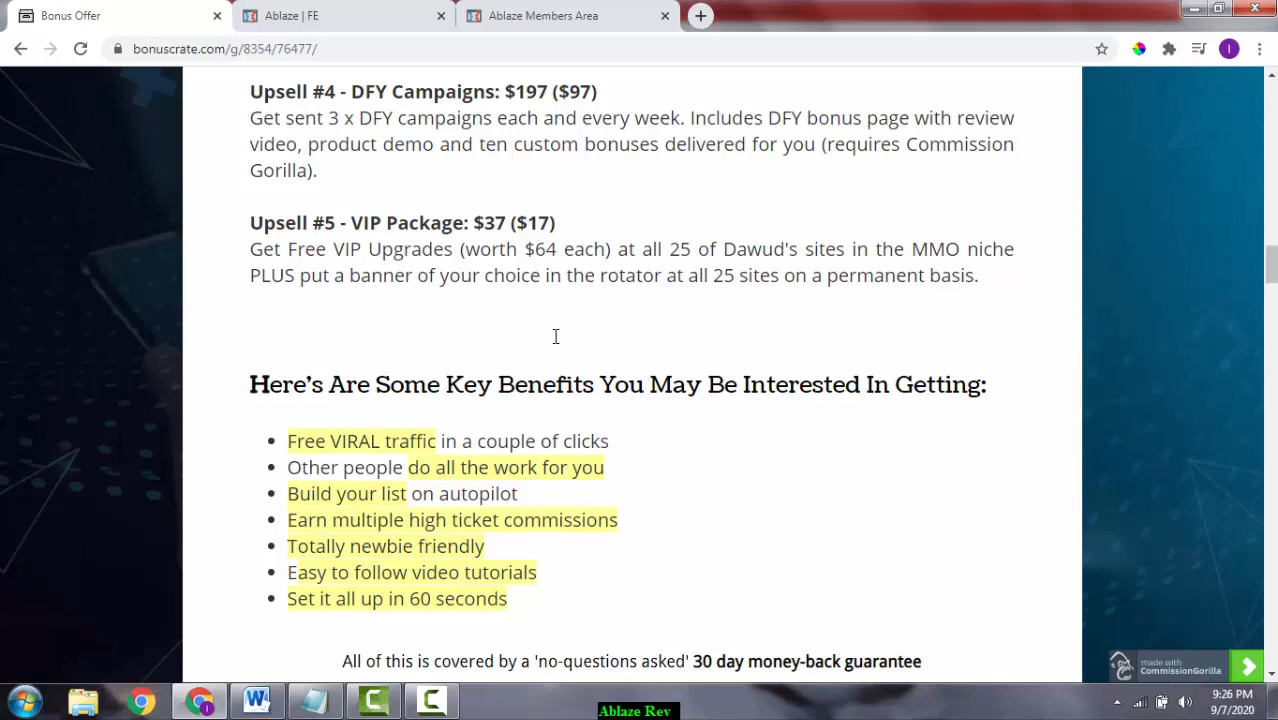 Bonus Offer
Ablaze | FE
Ablaze Members Area
bonuscrate.com/g/8354/76477/
I
Upsell #4 - DFY Campaigns: $197 ($97)
Get sent 3 x DFY campaigns each and every week. Includes DFY bonus page with review
video, product demo and ten custom bonuses delivered for you (requires Commission
Gorilla).
Upsell #5 - VIP Package: $37 ($17)
Get Free VIP Upgrades (worth $64 each) at all 25 of Dawud's sites in the MMO niche
PLUS put a banner of your choice in the rotator at all 25 sites on a permanent basis.
Here's Are Some Key Benefits You May Be Interested In Getting:
Free VIRAL traffic in a couple of clicks
Other people do all the work for you
Build your list on autopilot
Earn multiple high ticket commissions
Totally newbie friendly
Easy to follow video tutorials
Set it all up in 60 seconds
All of this is covered by a 'no-questions asked' 30 day money-back guarantee
made with
CommissionGorilla
9:26 PM
9/7/2020
Ablaze Rev